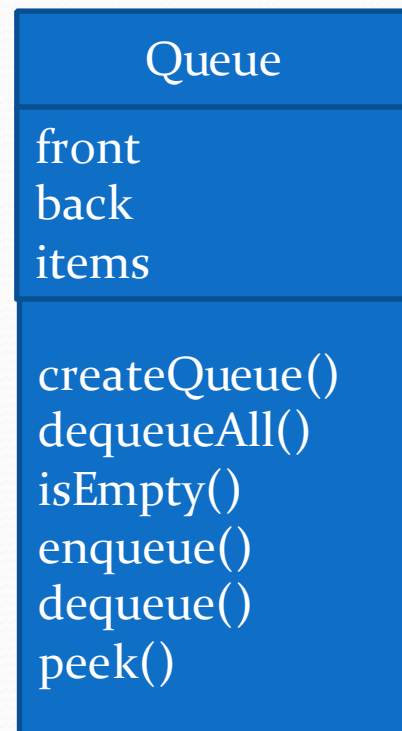 Queue
front
back
items
createQueue()
dequeueAll()
isEmpty()
enqueue()
dequeue()
peek()